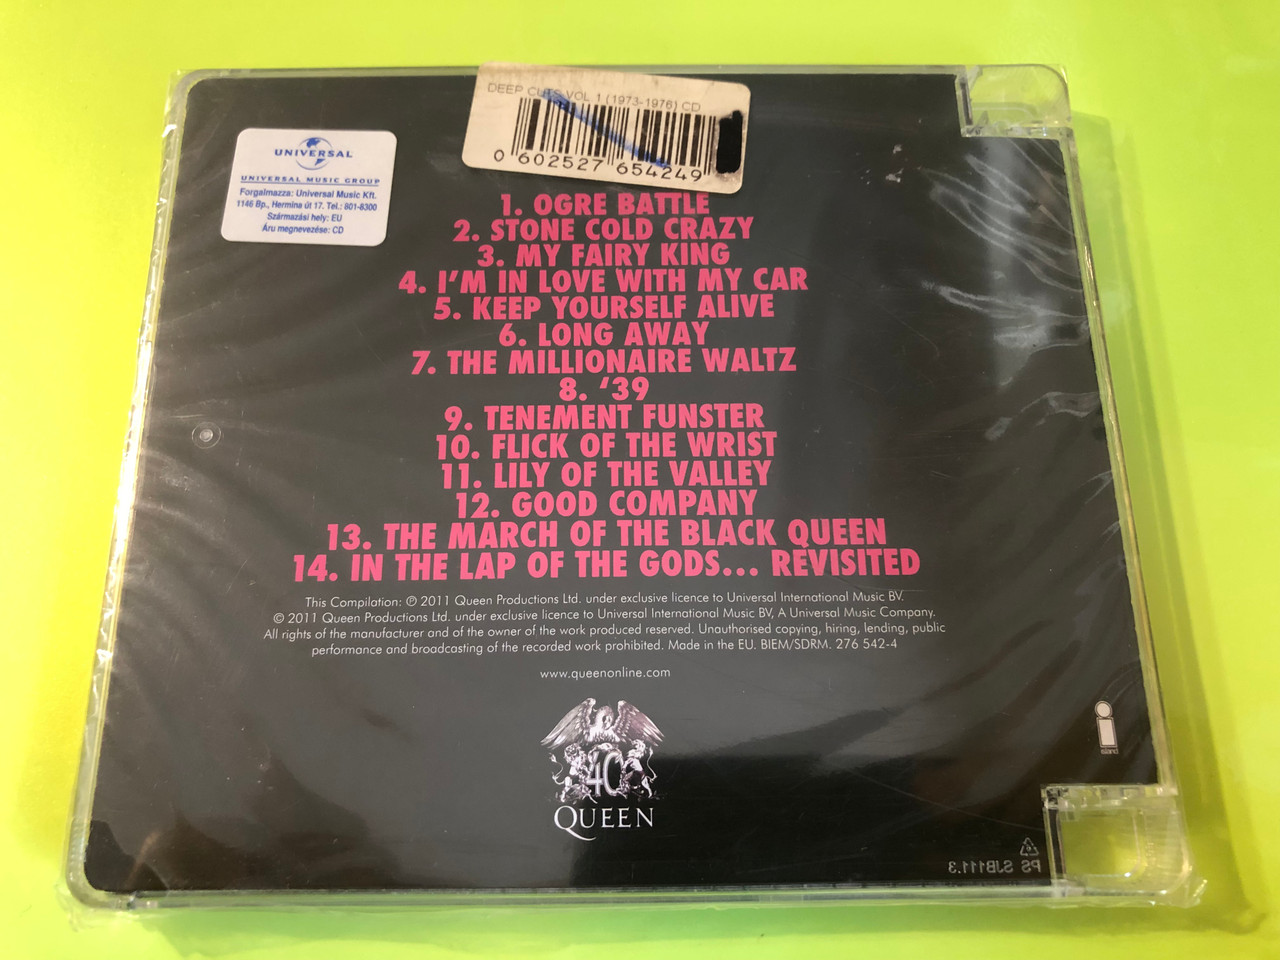 DEEP CUTS VOL 1 (1973-1976) CD
0 602527 654249
UNIVERSAL
UNIVERSAL MUSIC GROUP
Forgalmazza: Universal Music Kft.
1146 Bp., Hermina út 17. Tel.: 801-8300
Származási hely: EU
Áru megnevezése: CD
1. OGRE BATTLE
2. STONE COLD CRAZY
3. MY FAIRY KING
4. I'M IN LOVE WITH MY CAR
5. KEEP YOURSELF ALIVE
6. LONG AWAY
7. THE MILLIONAIRE WALTZ
8. '39
9. TENEMENT FUNSTER
10. FLICK OF THE WRIST
11. LILY OF THE VALLEY
12. GOOD COMPANY
13. THE MARCH OF THE BLACK QUEEN
14. IN THE LAP OF THE GODS... REVISITED
This Compilation: ℗ 2011 Queen Productions Ltd. under exclusive licence to Universal International Music BV.
© 2011 Queen Productions Ltd. under exclusive licence to Universal International Music BV, A Universal Music Company.
All rights of the manufacturer and of the owner of the work produced reserved. Unauthorised copying, hiring, lending, public
performance and broadcasting of the recorded work prohibited. Made in the EU. BIEM/SDRM. 276 542-4
www.queenonline.com
40
QUEEN
island
PS SJB111.3